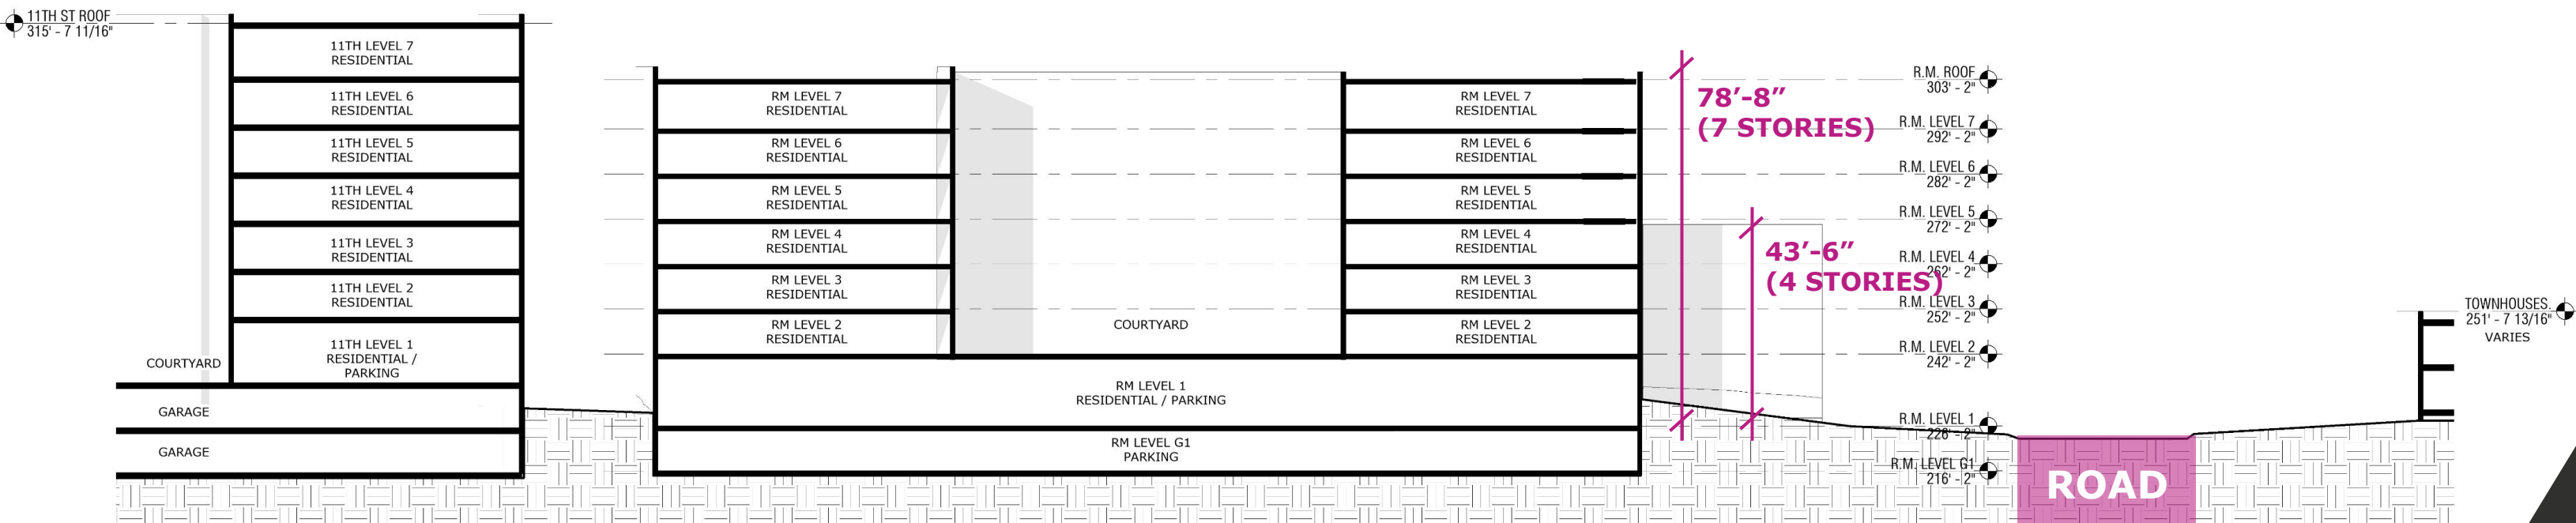 11TH ST ROOF
315' - 7 11/16"
11TH LEVEL 7
RESIDENTIAL
11TH LEVEL 6
RESIDENTIAL
11TH LEVEL 5
RESIDENTIAL
11TH LEVEL 4
RESIDENTIAL
11TH LEVEL 3
RESIDENTIAL
11TH LEVEL 2
RESIDENTIAL
11TH LEVEL 1
RESIDENTIAL /
PARKING
COURTYARD
GARAGE
GARAGE
RM LEVEL 7
RESIDENTIAL
RM LEVEL 6
RESIDENTIAL
RM LEVEL 5
RESIDENTIAL
RM LEVEL 4
RESIDENTIAL
RM LEVEL 3
RESIDENTIAL
RM LEVEL 2
RESIDENTIAL
COURTYARD
RM LEVEL 7
RESIDENTIAL
RM LEVEL 6
RESIDENTIAL
RM LEVEL 5
RESIDENTIAL
RM LEVEL 4
RESIDENTIAL
RM LEVEL 3
RESIDENTIAL
RM LEVEL 2
RESIDENTIAL
RM LEVEL 1
RESIDENTIAL / PARKING
RM LEVEL G1
PARKING
78'-8"
(7 STORIES)
43'-6"
(4 STORIES)
R.M. ROOF
303' - 2"
R.M. LEVEL 7
292' - 2"
R.M. LEVEL 6
282' - 2"
R.M. LEVEL 5
272' - 2"
R.M. LEVEL 4
262' - 2"
R.M. LEVEL 3
252' - 2"
R.M. LEVEL 2
242' - 2"
R.M. LEVEL 1
226' - 2"
R.M. LEVEL G1
216' - 2"
ROAD
TOWNHOUSES.
251' - 7 13/16"
VARIES